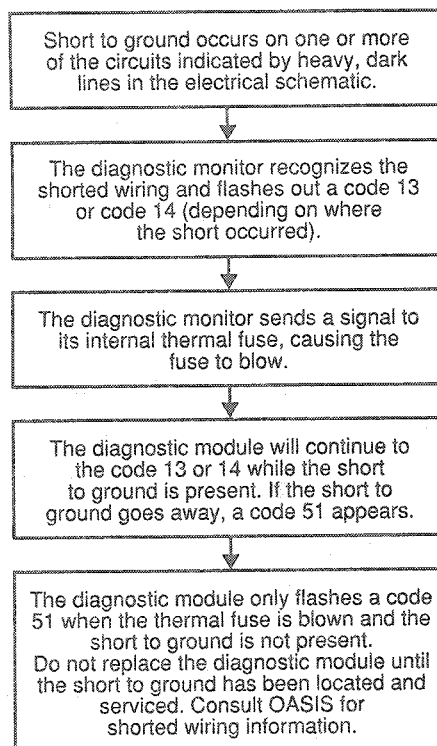 Short to ground occurs on one or more
of the circuits indicated by heavy, dark
lines in the electrical schematic.
The diagnostic monitor recognizes the
shorted wiring and flashes out a code 13
or code 14 (depending on where
the short occurred).
The diagnostic monitor sends a signal to
its internal thermal fuse, causing the
fuse to blow.
The diagnostic module will continue to
the code 13 or 14 while the short
to ground is present. If the short to
ground goes away, a code 51 appears.
The diagnostic module only flashes a code
51 when the thermal fuse is blown and the
short to ground is not present.
Do not replace the diagnostic module until
the short to ground has been located and
serviced. Consult OASIS for
shorted wiring information.